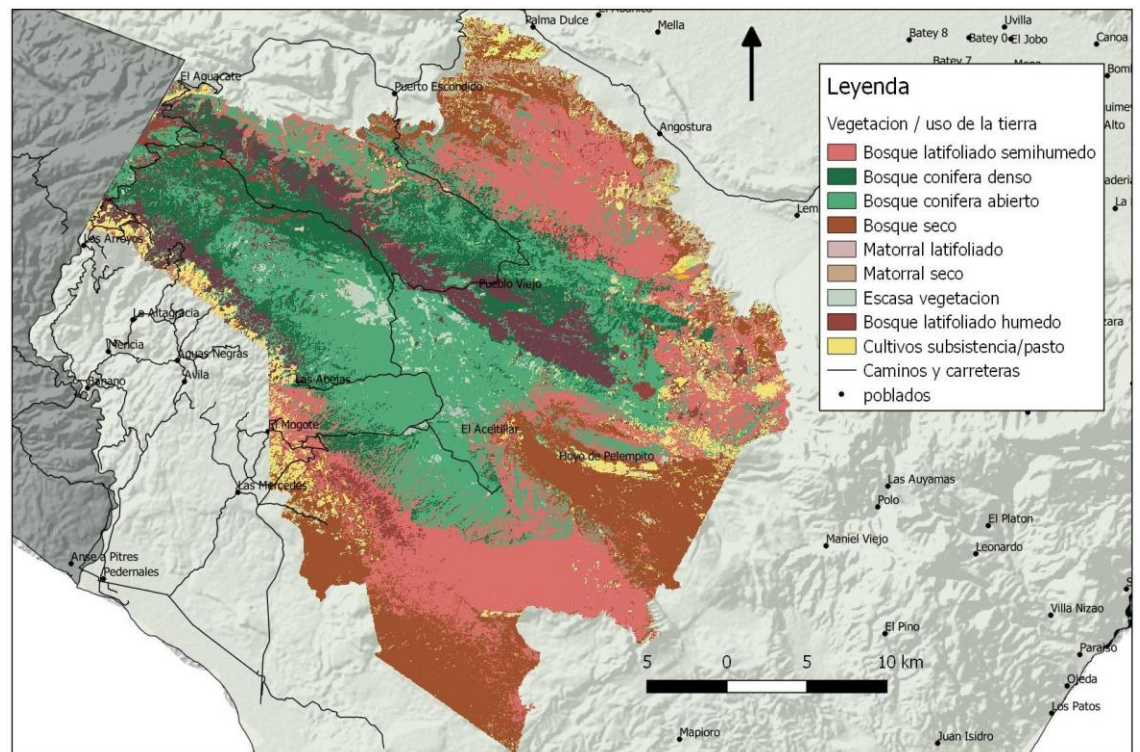 Palma Dulce
Mella
Uvilla
Batey 8
Batey 0
El Jobo
Canoa
Batey 7
El Aguacate
Puerto Escondido
Angostura
Alto
La
Leyenda
Vegetacion / uso de la tierra
Bosque latifoliado semihumedo
Bosque conifera denso
Bosque conifera abierto
Bosque seco
Matorral latifoliado
Matorral seco
Escasa vegetacion
Bosque latifoliado humedo
Cultivos subsistencia/pasto
Caminos y carreteras
poblados
Los Arroyos
Pueblo Viejo
La Altagracia
Mencia
Aguas Negras
Avila
Banano
Las Abejas
El Mogote
El Aceitillar
Hoyo de Pelempito
Las Mercedes
Las Auyamas
Polo
El Platon
Maniel Viejo
Leonardo
Anse a Pitres
Pedernales
Villa Nizao
El Pino
Paraiso
5 0 5 10 km
Ojeda
Los Patos
Mapioro
Juan Isidro